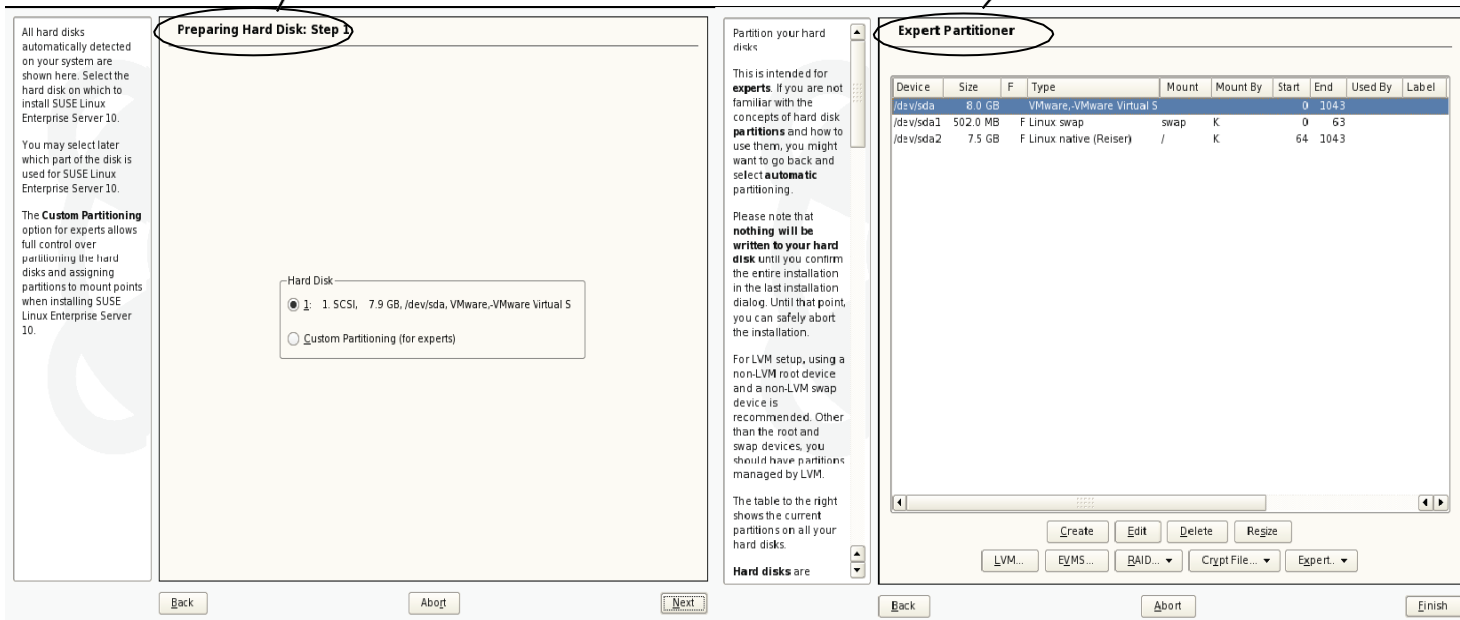 All hard disks
automatically detected
on your system are
shown here. Select the
hard disk on which to
install SUSE Linux
Enterprise Server 10.
You may select later
which part of the disk is
used for SUSE Linux
Enterprise Server 10.
The Custom Partitioning
option for experts allows
full control over
partitioning the hard
disks and assigning
partitions to mount points
when installing SUSE
Linux Enterprise Server
10.
Preparing Hard Disk: Step 1
Hard Disk
1: 1. SCSI, 7.9 GB, /dev/sda, VMware,-VMware Virtual S
Custom Partitioning (for experts)
Back Abort Next
Partition your hard
disks
This is intended for
experts. If you are not
familiar with the
concepts of hard disk
partitions and how to
use them, you might
want to go back and
select automatic
partitioning.
Please note that
nothing will be
written to your hard
disk until you confirm
the entire installation
in the last installation
dialog. Until that point,
you can safely abort
the installation.
For LVM setup, using a
non-LVM root device
and a non-LVM swap
device is
recommended. Other
than the root and
swap devices, you
should have partitions
managed by LVM.
The table to the right
shows the current
partitions on all your
hard disks.
Hard disks are
Expert Partitioner
Device Size F Type Mount Mount By Start End Used By Label
/dev/sda 8.0 GB VMware,-VMware Virtual S 0 1043
/dev/sda1 502.0 MB F Linux swap swap K 0 63
/dev/sda2 7.5 GB F Linux native (Reiser) / K 64 1043
Create Edit Delete Resize
LVM... EVMS... RAID... Crypt File... Expert..
Back Abort Finish